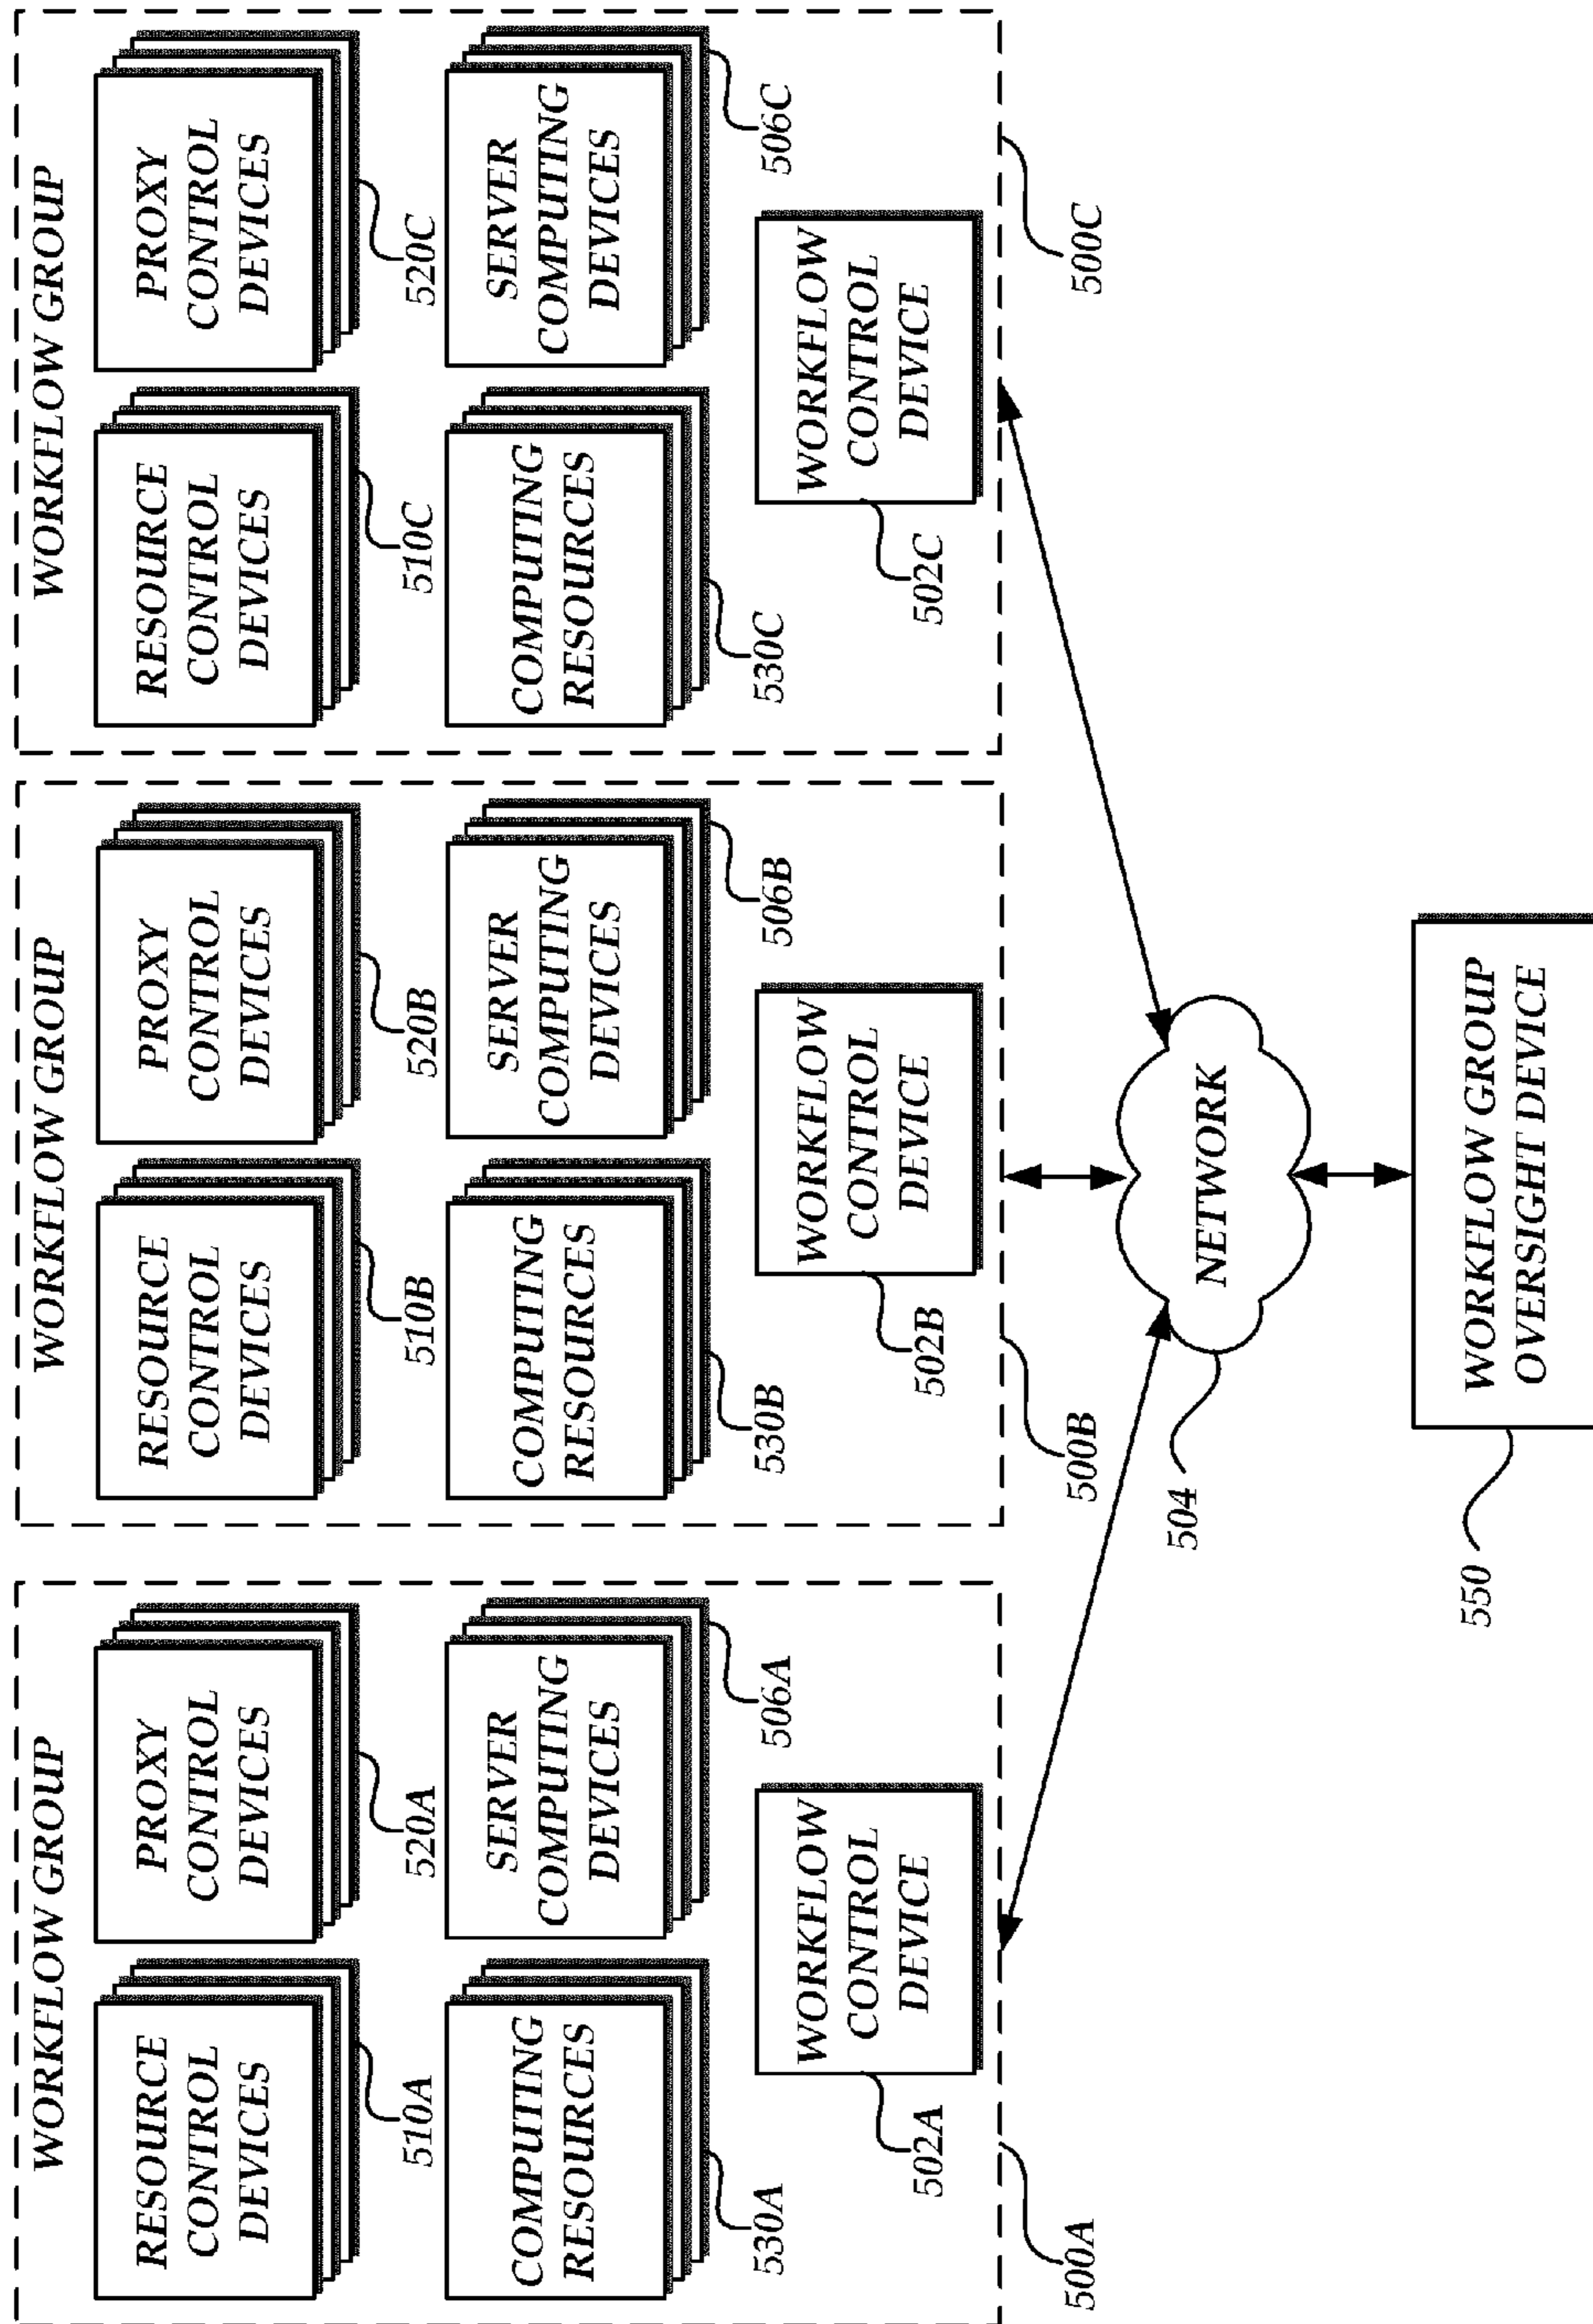 WORKFLOW GROUP
RESOURCE
CONTROL
DEVICES
510A
PROXY
CONTROL
DEVICES
520A
COMPUTING
RESOURCES
530A
SERVER
COMPUTING
DEVICES
506A
WORKFLOW
CONTROL
DEVICE
502A
500A
WORKFLOW GROUP
RESOURCE
CONTROL
DEVICES
510B
PROXY
CONTROL
DEVICES
520B
COMPUTING
RESOURCES
530B
SERVER
COMPUTING
DEVICES
506B
WORKFLOW
CONTROL
DEVICE
502B
500B
WORKFLOW GROUP
RESOURCE
CONTROL
DEVICES
510C
PROXY
CONTROL
DEVICES
520C
COMPUTING
RESOURCES
530C
SERVER
COMPUTING
DEVICES
506C
WORKFLOW
CONTROL
DEVICE
502C
500C
NETWORK
504
WORKFLOW GROUP
OVERSIGHT DEVICE
550